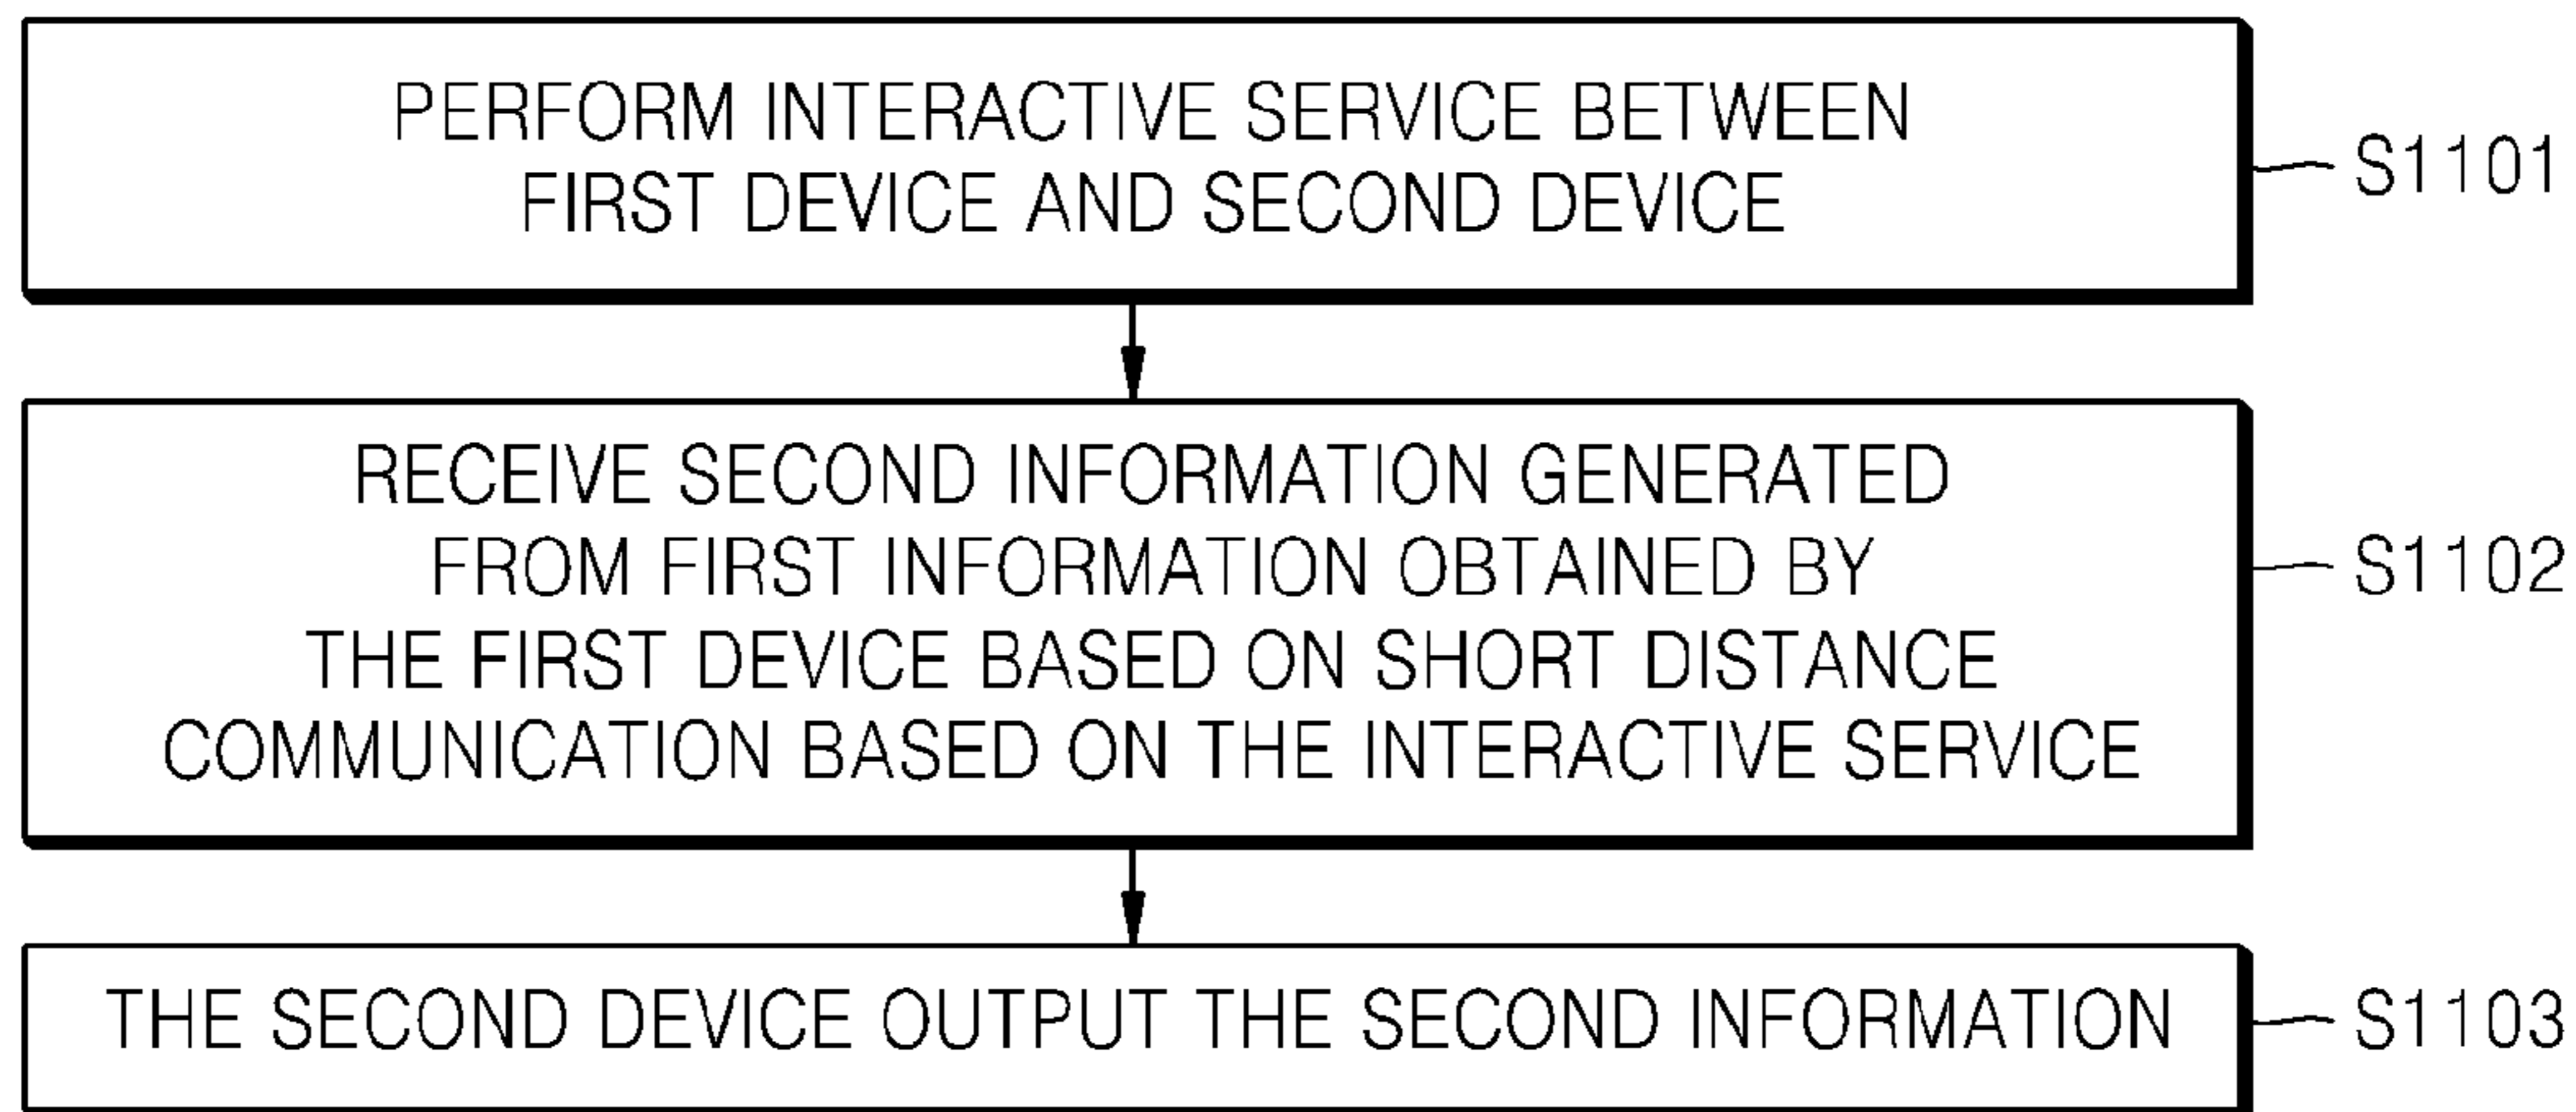 PERFORM INTERACTIVE SERVICE BETWEEN
FIRST DEVICE AND SECOND DEVICE
S1101
RECEIVE SECOND INFORMATION GENERATED
FROM FIRST INFORMATION OBTAINED BY
THE FIRST DEVICE BASED ON SHORT DISTANCE
COMMUNICATION BASED ON THE INTERACTIVE SERVICE
S1102
THE SECOND DEVICE OUTPUT THE SECOND INFORMATION
S1103